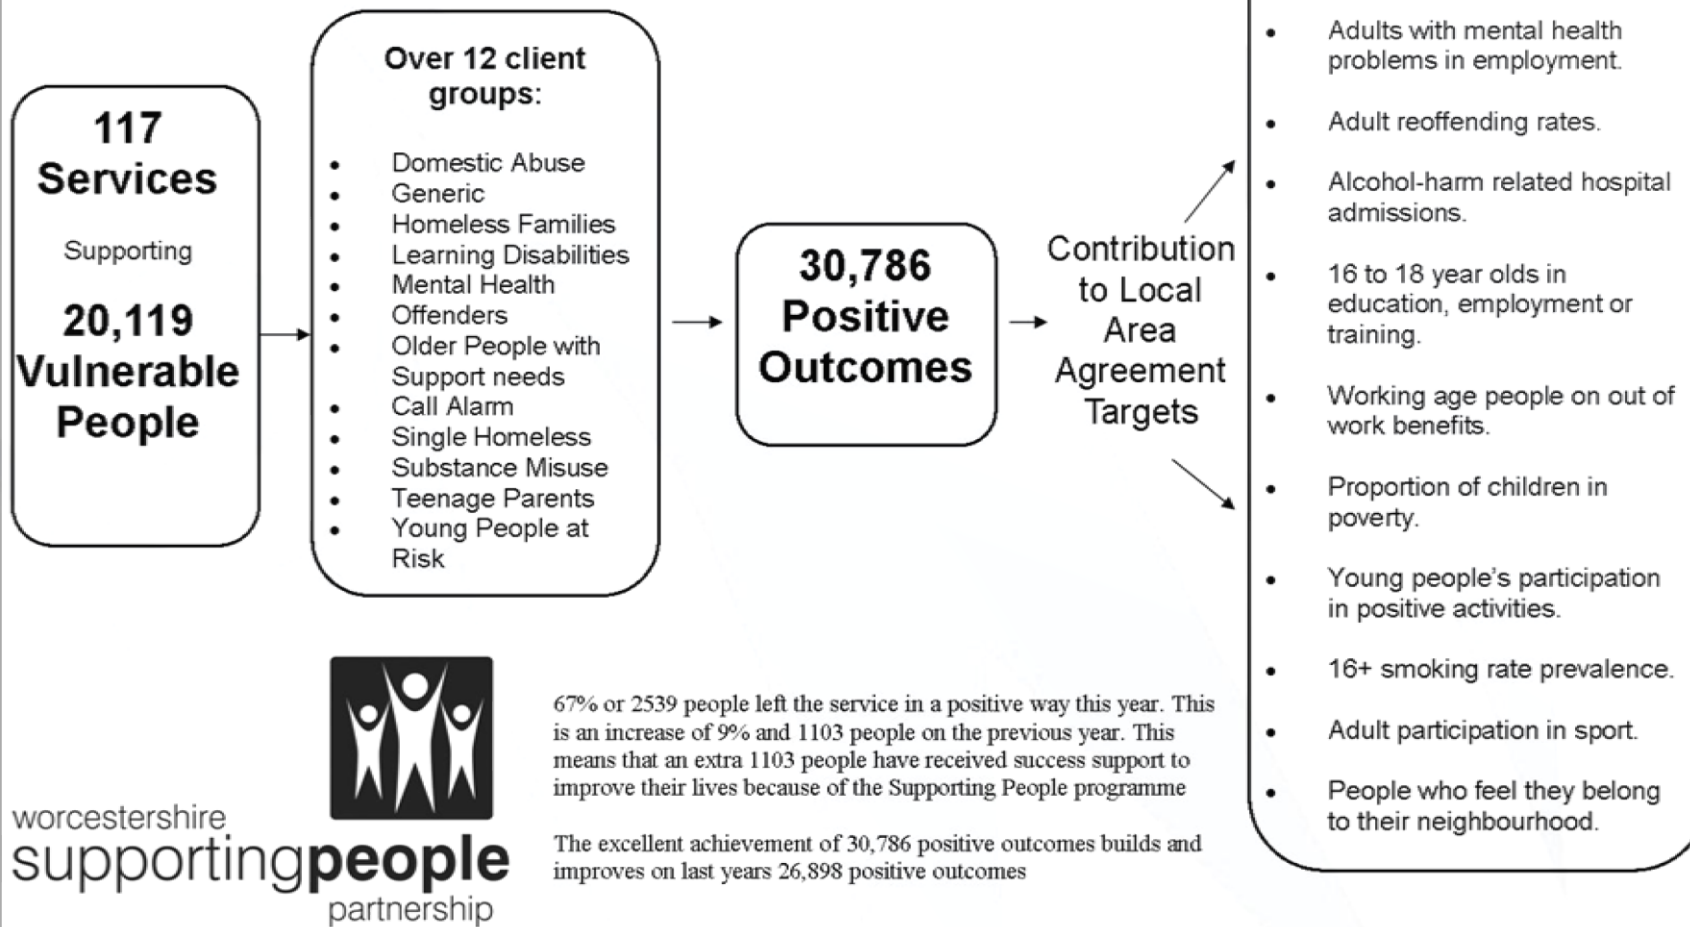 117
Services
Supporting
20,119
Vulnerable
People
Over 12 client
groups:
• Domestic Abuse
• Generic
• Homeless Families
• Learning Disabilities
• Mental Health
• Offenders
• Older People with
Support needs
• Call Alarm
• Single Homeless
• Substance Misuse
• Teenage Parents
• Young People at
Risk
30,786
Positive
Outcomes
Contribution
to Local
Area
Agreement
Targets
• Adults with mental health
problems in employment.
• Adult reoffending rates.
• Alcohol-harm related hospital
admissions.
• 16 to 18 year olds in
education, employment or
training.
• Working age people on out of
work benefits.
• Proportion of children in
poverty.
• Young people's participation
in positive activities.
• 16+ smoking rate prevalence.
• Adult participation in sport.
• People who feel they belong
to their neighbourhood.
worcestershire
supportingpeople
partnership
67% or 2539 people left the service in a positive way this year. This
is an increase of 9% and 1103 people on the previous year. This
means that an extra 1103 people have received success support to
improve their lives because of the Supporting People programme
The excellent achievement of 30,786 positive outcomes builds and
improves on last years 26,898 positive outcomes